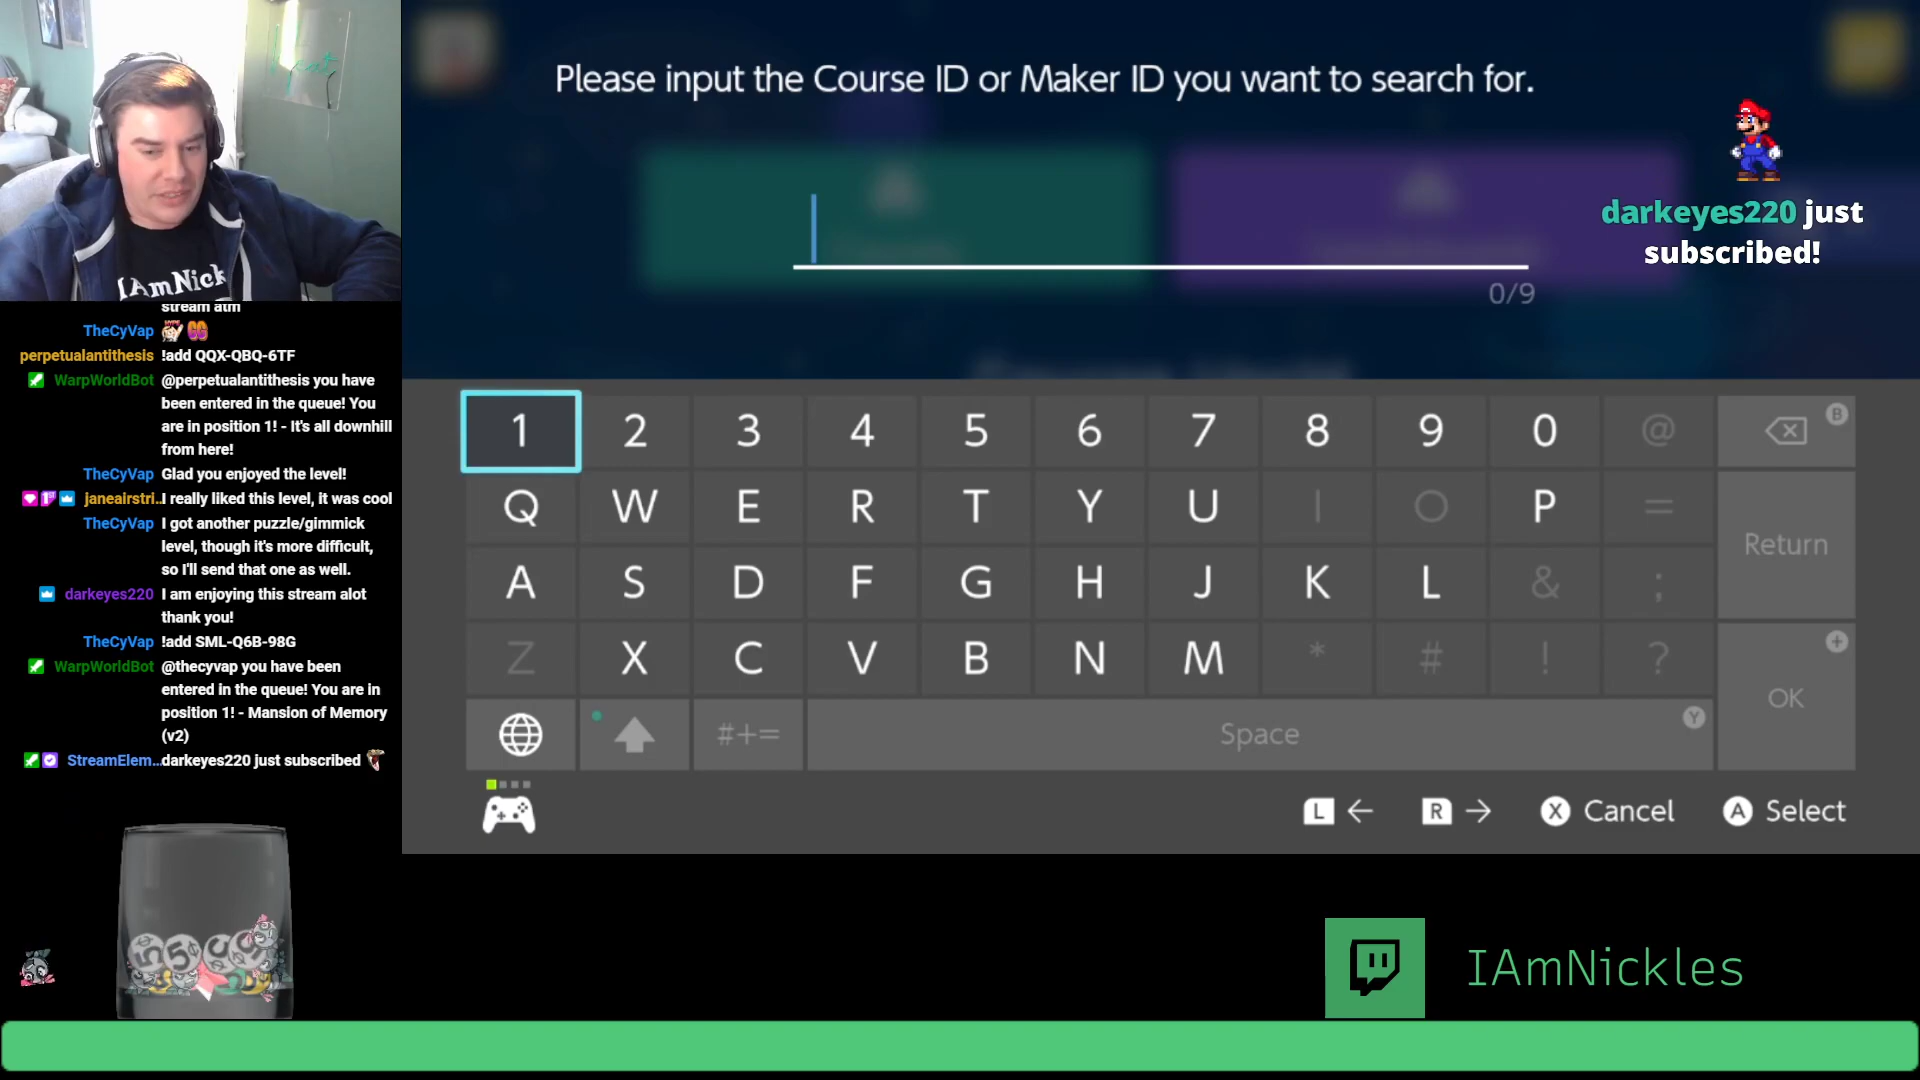 Please input the Course ID or Maker ID you want to search for.
0/9
darkeyes220 just
subscribed!
IAmNick
stream atm
TheCyVap
perpetualantithesis !add QQX-QBQ-6TF
WarpWorldBot @perpetualantithesis you have
been entered in the queue! You
are in position 1! - It's all downhill
from here!
TheCyVap Glad you enjoyed the level!
janeairstri... I really liked this level, it was cool
TheCyVap I got another puzzle/gimmick
level, though it's more difficult,
so I'll send that one as well.
darkeyes220 I am enjoying this stream alot
thank you!
TheCyVap !add SML-Q6B-98G
WarpWorldBot @thecyvap you have been
entered in the queue! You are in
position 1! - Mansion of Memory
(v2)
StreamElem... darkeyes220 just subscribed
1 2 3 4 5 6 7 8 9 0 @ B
Q W E R T Y U I O P = Return
A S D F G H J K L & ;
Z X C V B N M * # ! ? + OK
#+= Space Y
L ← R → X Cancel A Select
IAmNickles